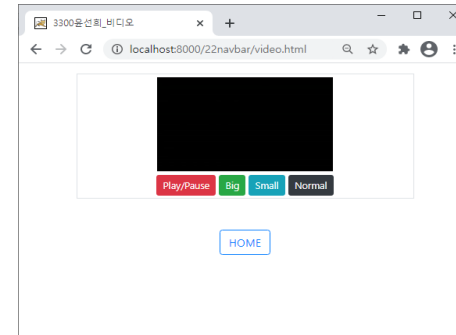 3300윤선희_비디오
localhost:8000/22navbar/video.html
Play/Pause Big Small Normal
HOME